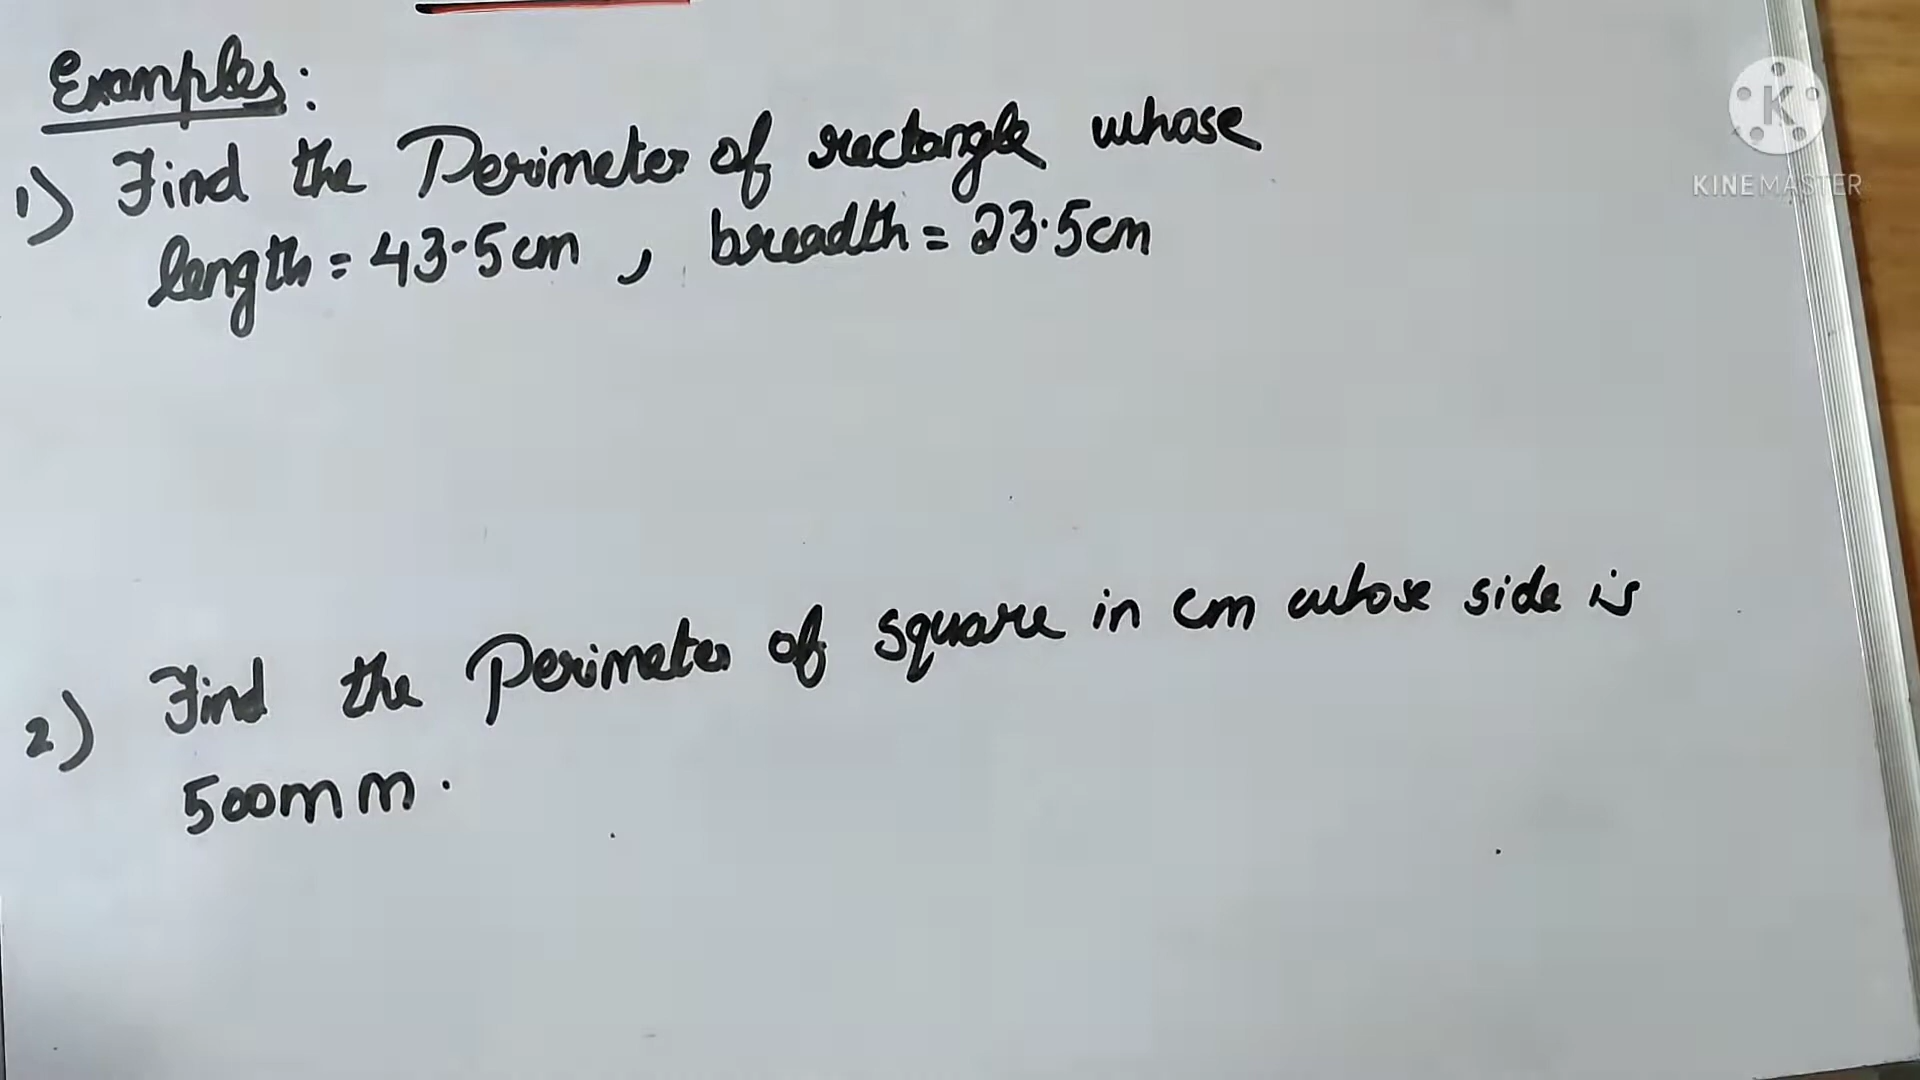 Examples:
1) Find the Perimeter of rectangle whose
length = 43.5cm , breadth = 23.5cm
2) Find the Perimeter of square in cm whose side is
500mm.
K
KINEMASTER